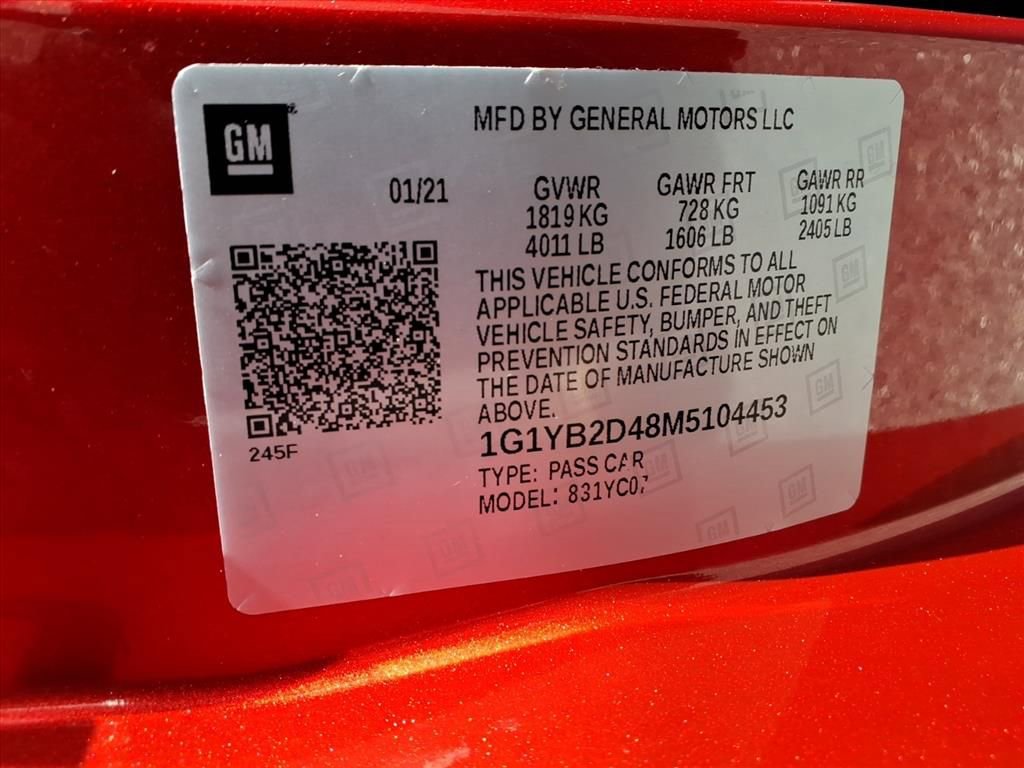 GM
MFD BY GENERAL MOTORS LLC
01/21
GVWR GAWR FRT GAWR RR
1819 KG 728 KG 1091 KG
4011 LB 1606 LB 2405 LB
THIS VEHICLE CONFORMS TO ALL
APPLICABLE U.S. FEDERAL MOTOR
VEHICLE SAFETY, BUMPER, AND THEFT
PREVENTION STANDARDS IN EFFECT ON
THE DATE OF MANUFACTURE SHOWN
ABOVE.
245F
1G1YB2D48M5104453
TYPE: PASS CAR
MODEL: 831YC07